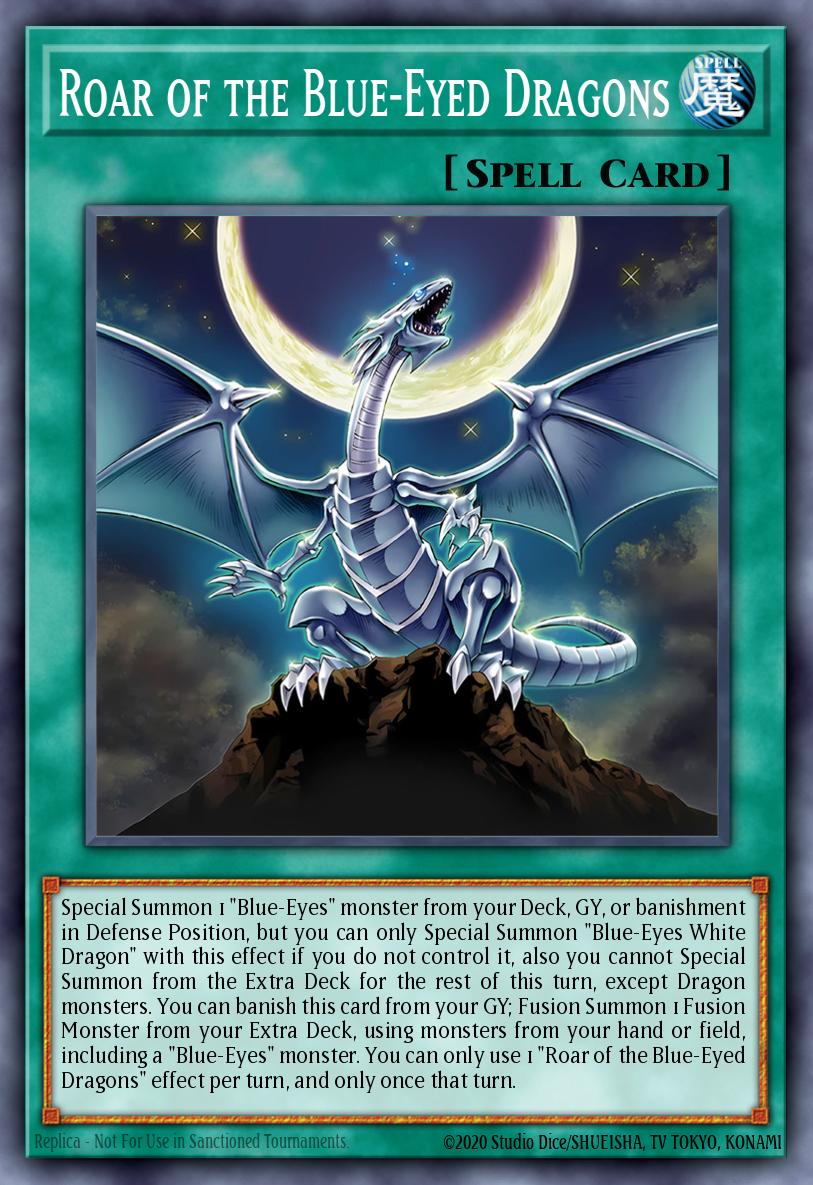 Roar of the Blue-Eyed Dragons
SPELL
魔
[ Spell Card ]
Special Summon 1 "Blue-Eyes" monster from your Deck, GY, or banishment
in Defense Position, but you can only Special Summon "Blue-Eyes White
Dragon" with this effect if you do not control it, also you cannot Special
Summon from the Extra Deck for the rest of this turn, except Dragon
monsters. You can banish this card from your GY; Fusion Summon 1 Fusion
Monster from your Extra Deck, using monsters from your hand or field,
including a "Blue-Eyes" monster. You can only use 1 "Roar of the Blue-Eyed
Dragons" effect per turn, and only once that turn.
Replica - Not For Use in Sanctioned Tournaments.
©2020 Studio Dice/SHUEISHA, TV TOKYO, KONAMI